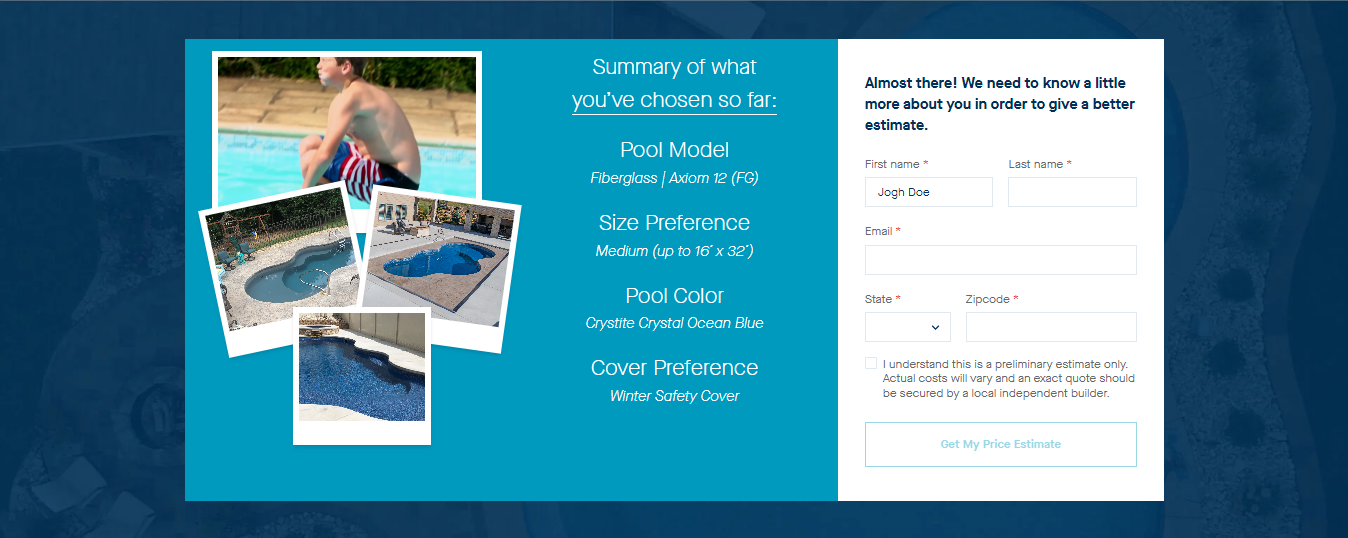 Summary of what
you've chosen so far:
Pool Model
Fiberglass | Axiom 12 (FG)
Size Preference
Medium (up to 16' x 32')
Pool Color
Crystite Crystal Ocean Blue
Cover Preference
Winter Safety Cover
Almost there! We need to know a little
more about you in order to give a better
estimate.
First name * Last name *
Jogh Doe
Email *
State * Zipcode *
I understand this is a preliminary estimate only.
Actual costs will vary and an exact quote should
be secured by a local independent builder.
Get My Price Estimate